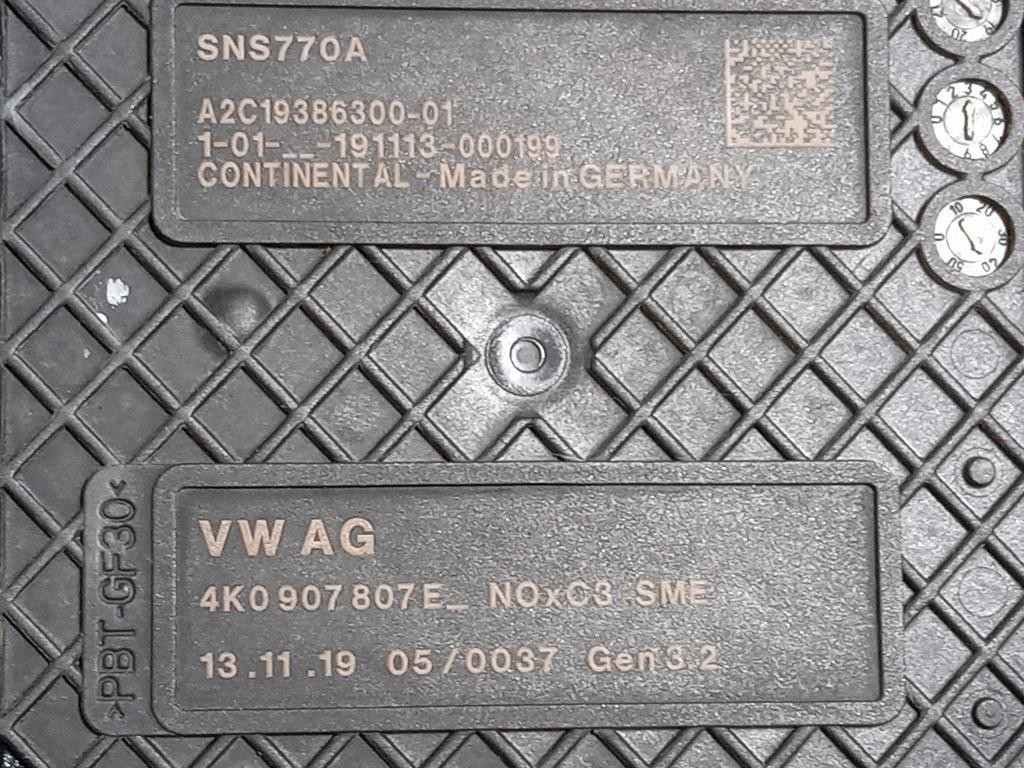 SNS770A
A2C19386300-01
1-01-__-191113-000199
CONTINENTAL - Made in GERMANY
VW AG
4K0 907 807 E_ NOxC3 SME
13.11.19 05/0037 Gen3.2
>PBT-GF30<